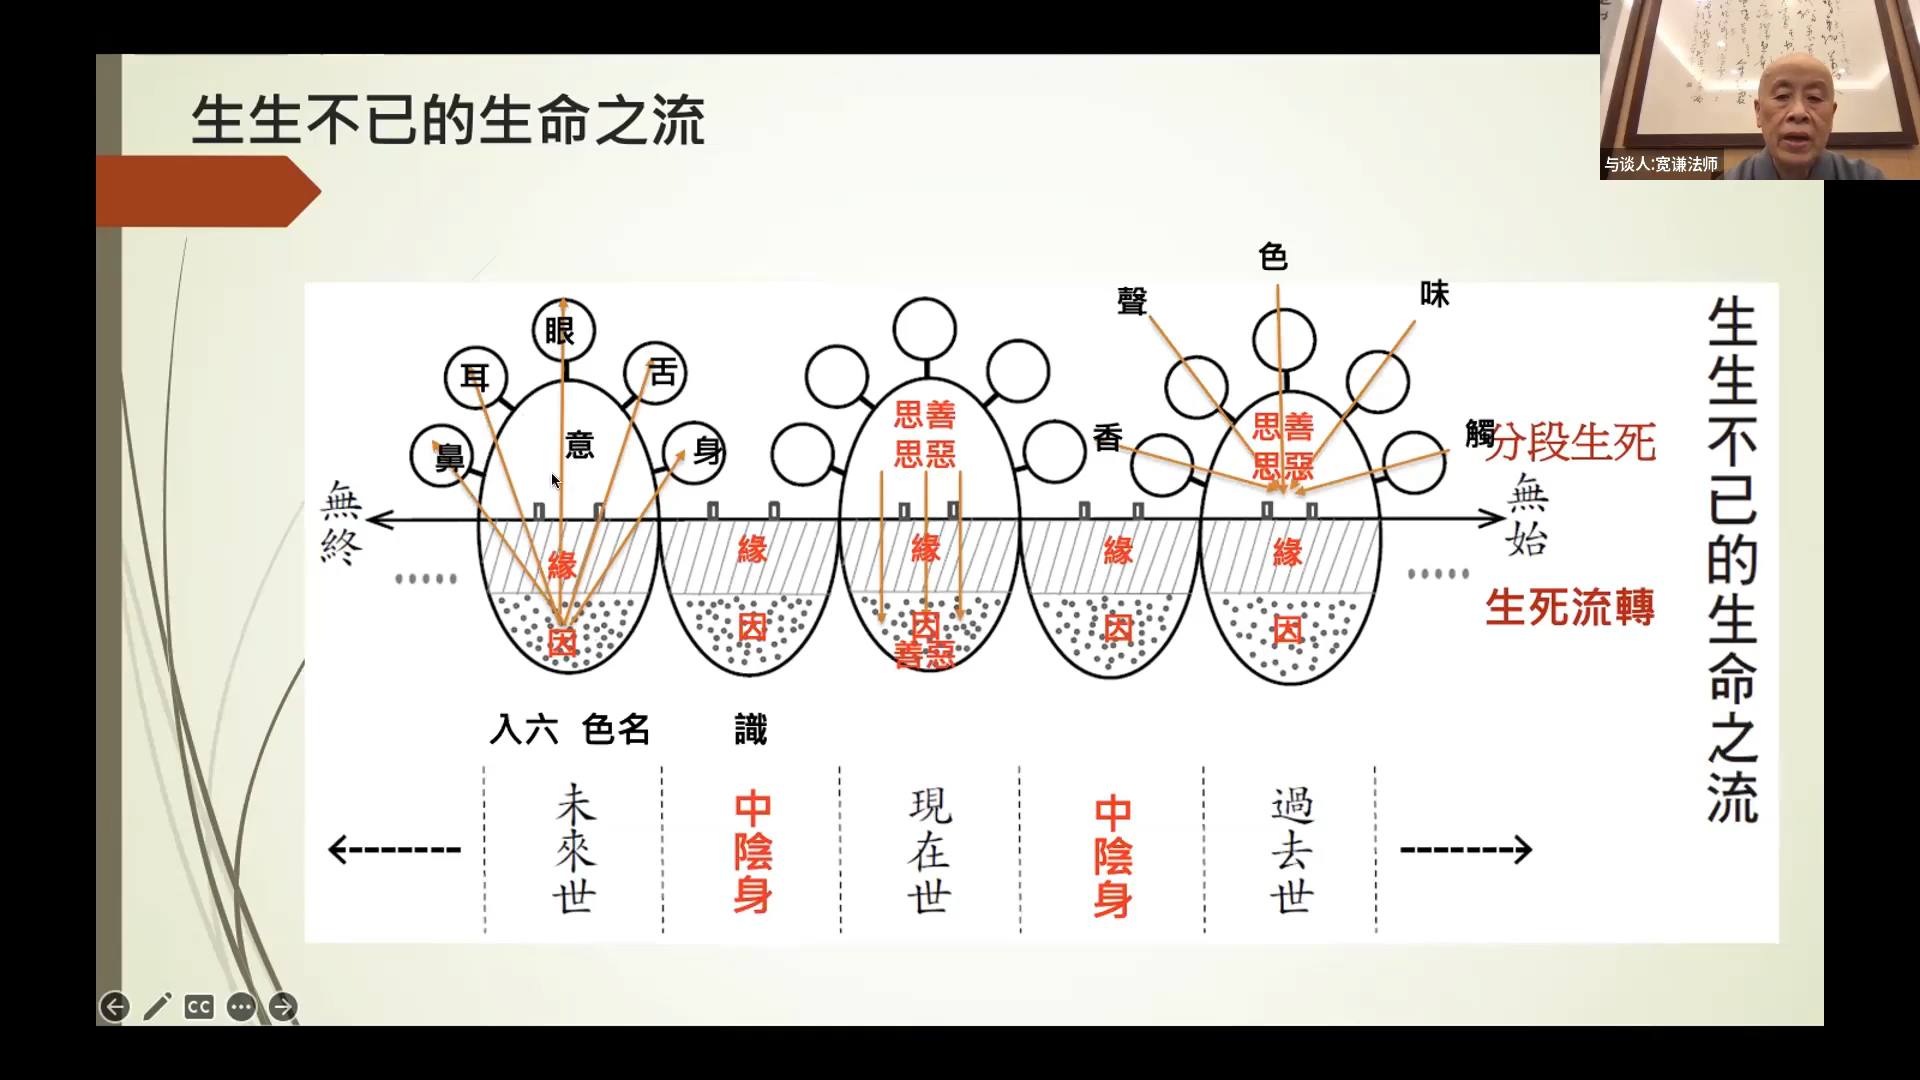 生生不已的生命之流
与谈人:宽谦法师
色
聲
味
香
觸
眼
耳
舌
鼻
意
身
思善
思惡
思善
思惡
分段生死
無終
無始
緣
緣
緣
緣
緣
因
因
因
善惡
因
因
生死流轉
入六 色名
識
未來世
中陰身
現在世
中陰身
過去世
生生不已的生命之流
CC